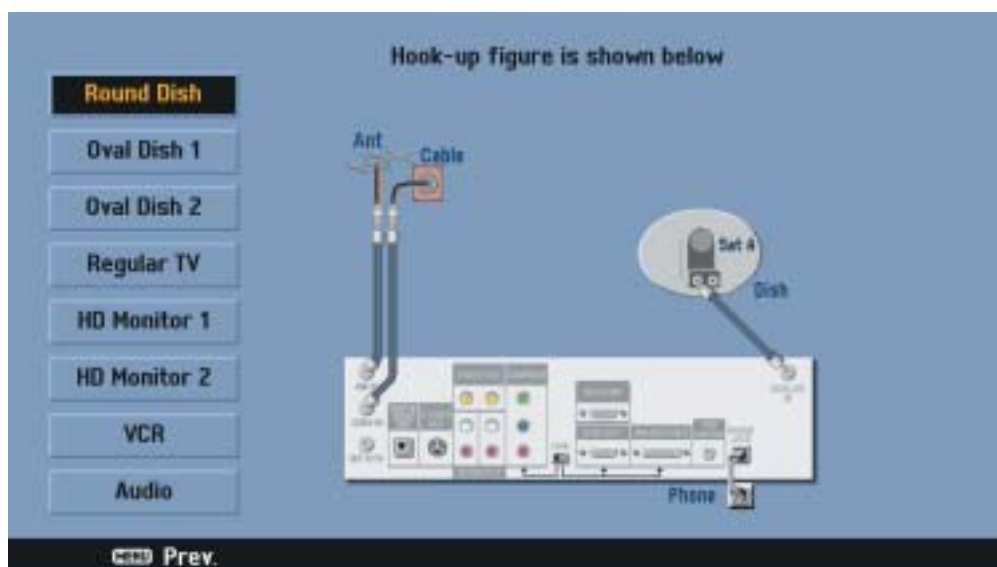 Hook-up figure is shown below
Round Dish
Oval Dish 1
Oval Dish 2
Regular TV
HD Monitor 1
HD Monitor 2
VCR
Audio
Ant
Cable
Sat A
Dish
Phone
MENU Prev.